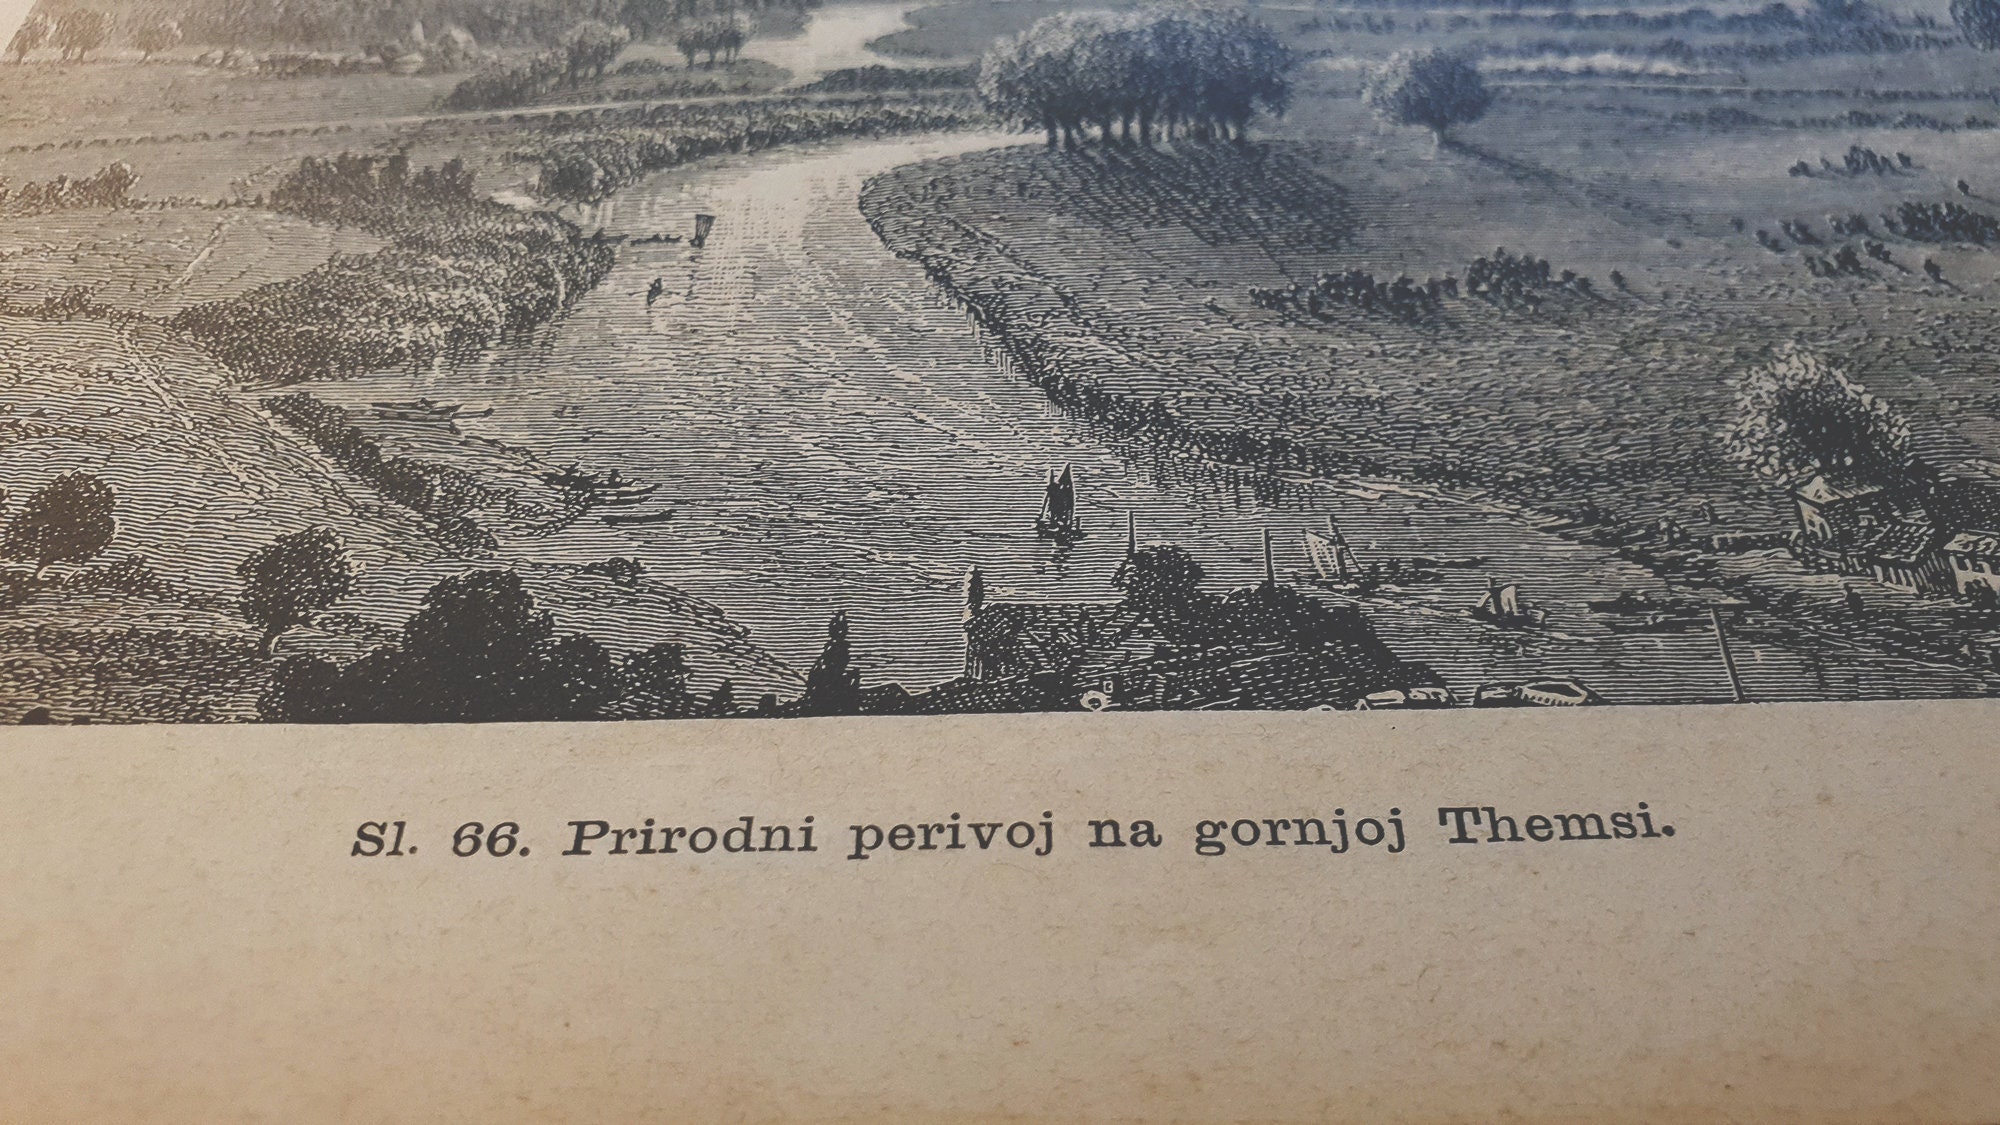 Sl. 66. Prirodni perivoj na gornjoj Themsi.